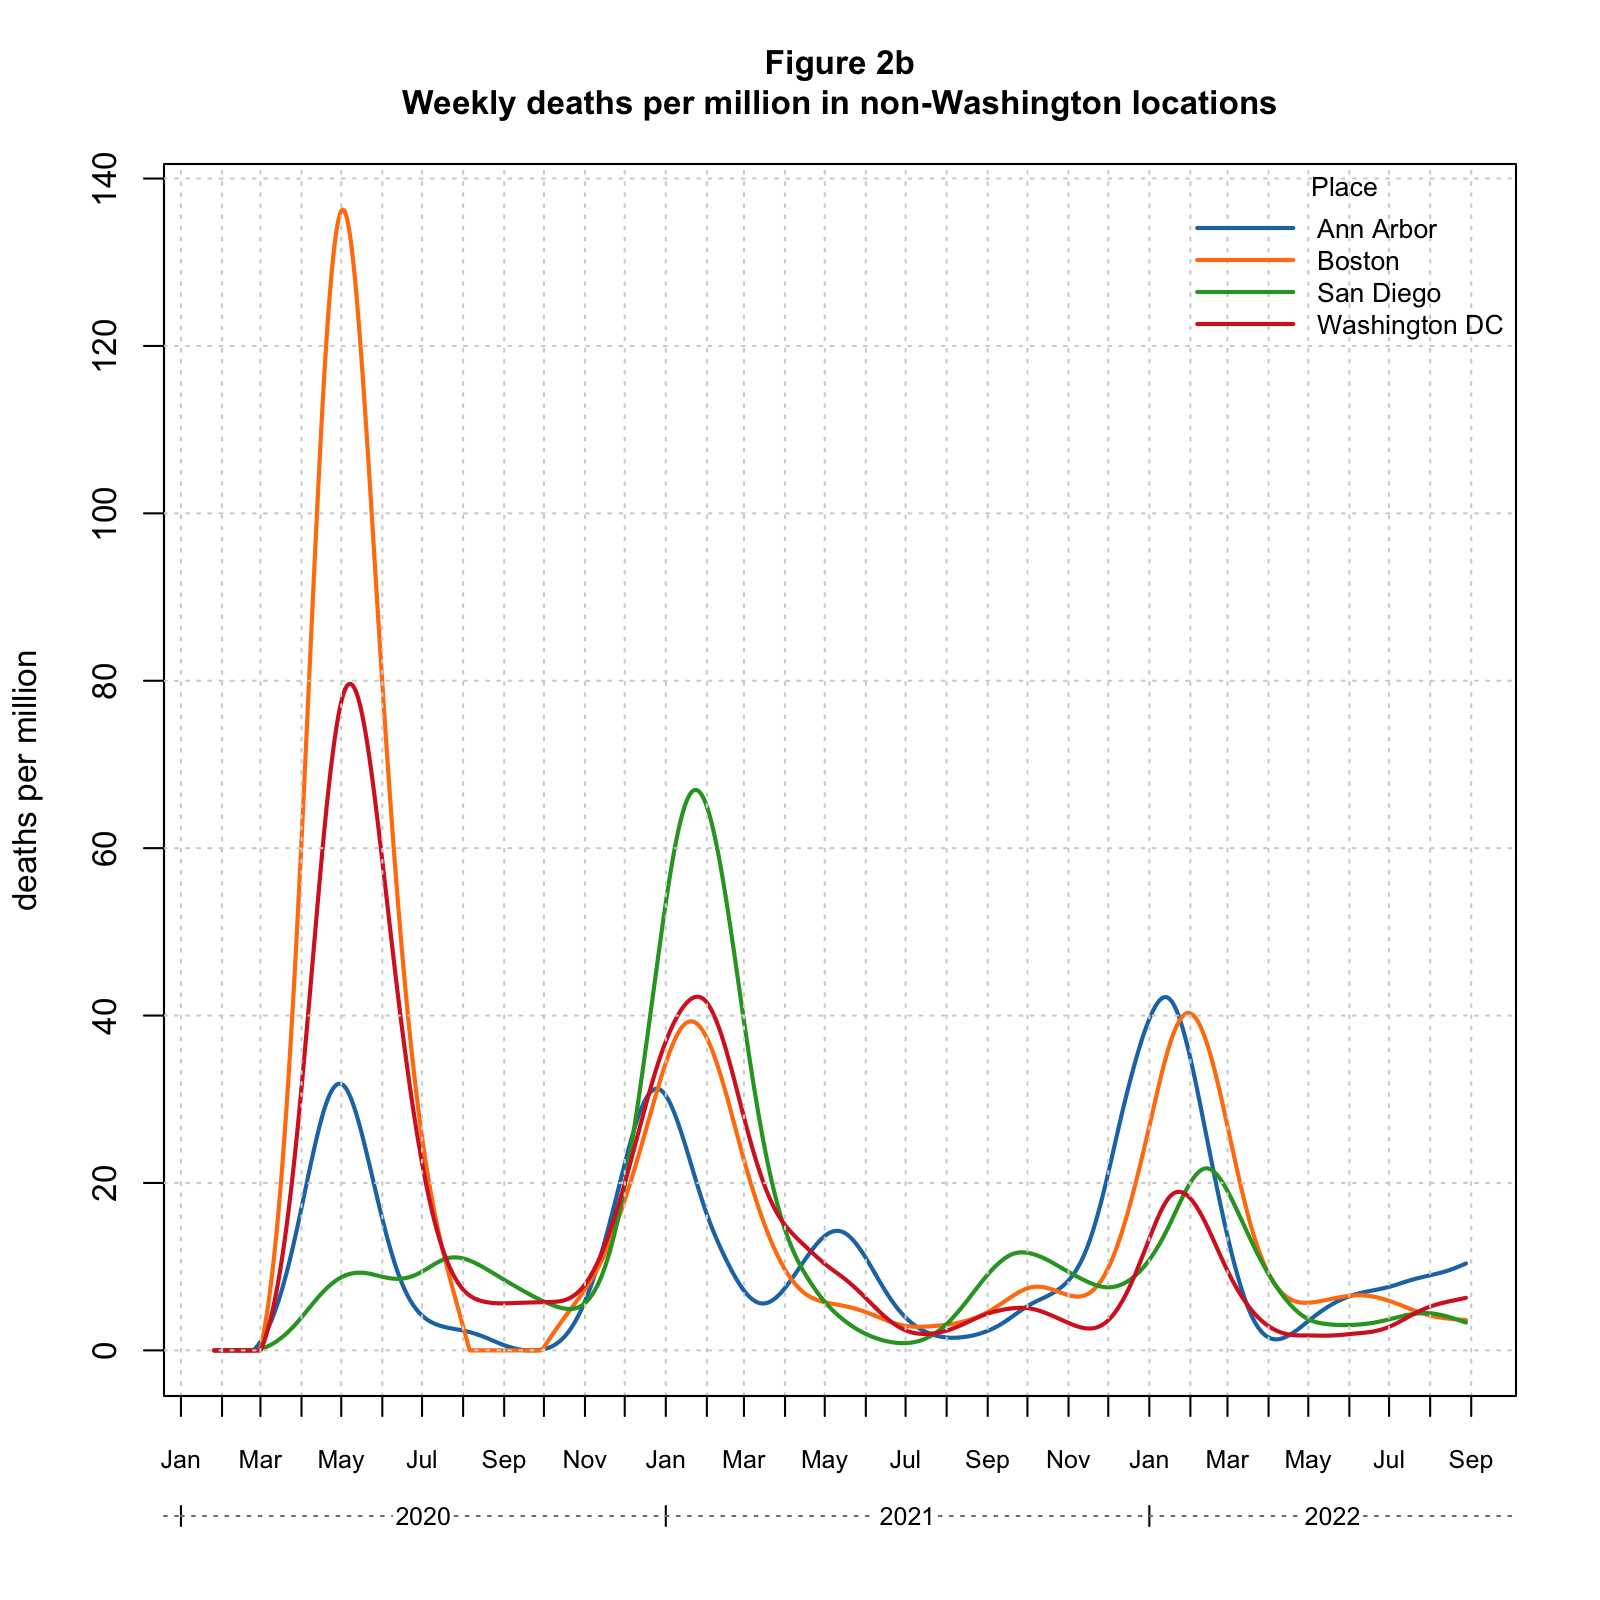 Figure 2b
Weekly deaths per million in non-Washington locations
Place
Ann Arbor
Boston
San Diego
Washington DC
deaths per million
140
120
100
80
60
40
20
0
Jan Mar May Jul Sep Nov Jan Mar May Jul Sep Nov Jan Mar May Jul Sep
2020 2021 2022